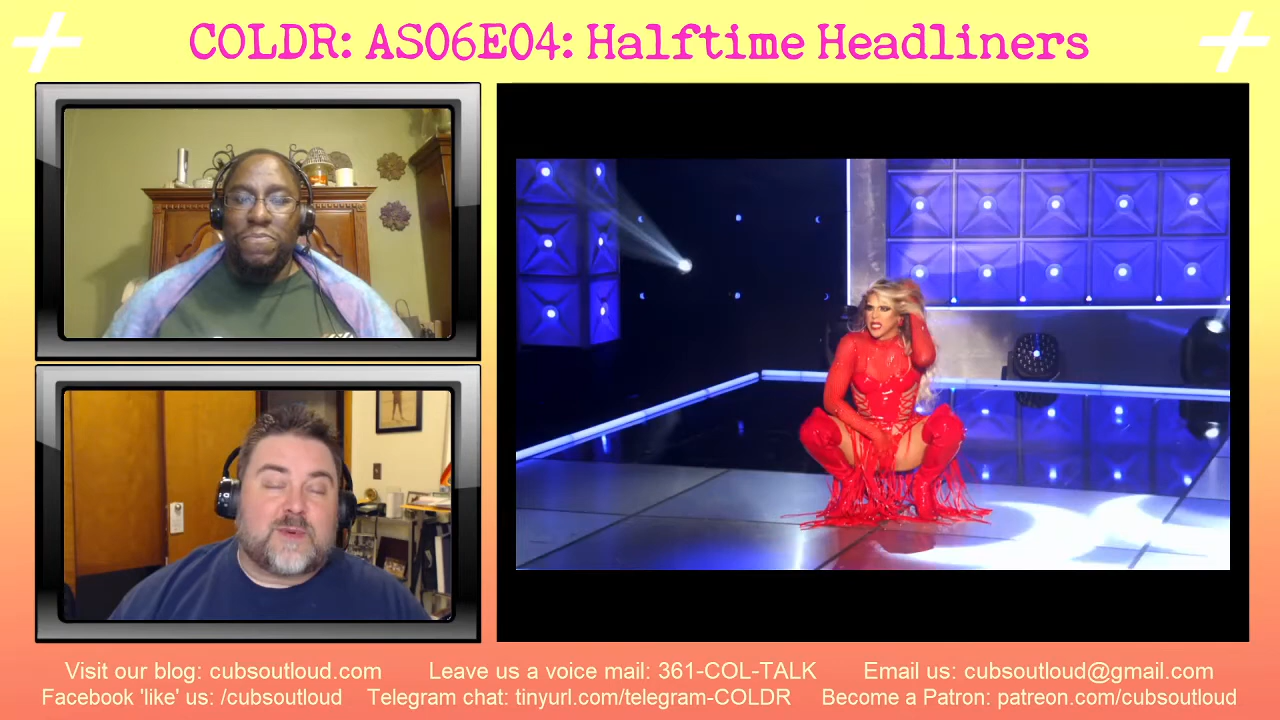 COLDR: AS06E04: Halftime Headliners
Visit our blog: cubsoutloud.com Leave us a voice mail: 361-COL-TALK Email us: cubsoutloud@gmail.com
Facebook 'like' us: /cubsoutloud Telegram chat: tinyurl.com/telegram-COLDR Become a Patron: patreon.com/cubsoutloud